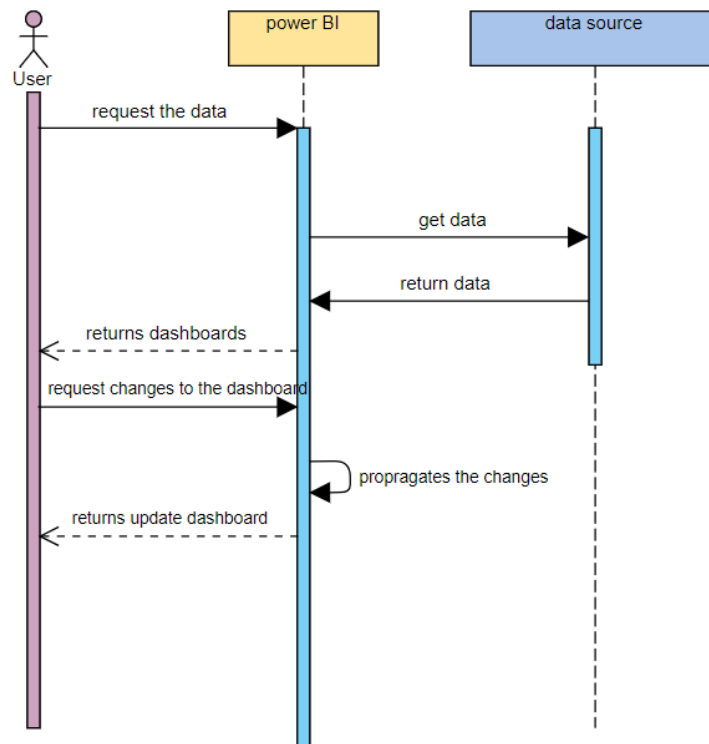 power BI
data source
User
request the data
get data
return data
returns dashboards
request changes to the dashboard
propragates the changes
returns update dashboard